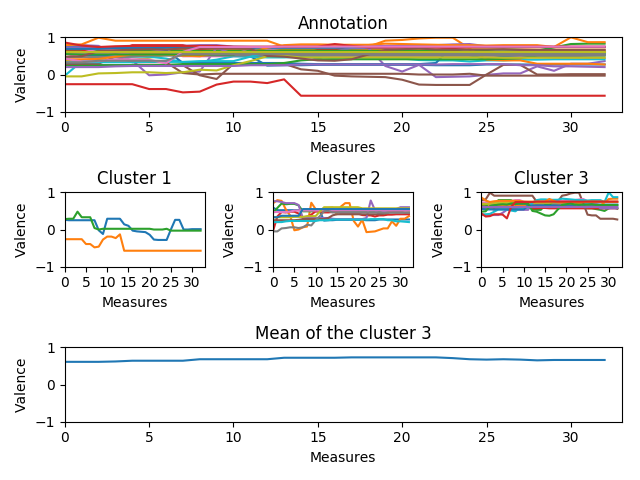 Annotation
Valence
1
0
−1
0 5 10 15 20 25 30
Measures
Cluster 1 Cluster 2 Cluster 3
Valence Valence Valence
1 1 1
0 0 0
−1 −1 −1
0 5 10 15 20 25 30 0 5 10 15 20 25 30 0 5 10 15 20 25 30
Measures Measures Measures
Mean of the cluster 3
Valence
1
0
−1
0 5 10 15 20 25 30
Measures